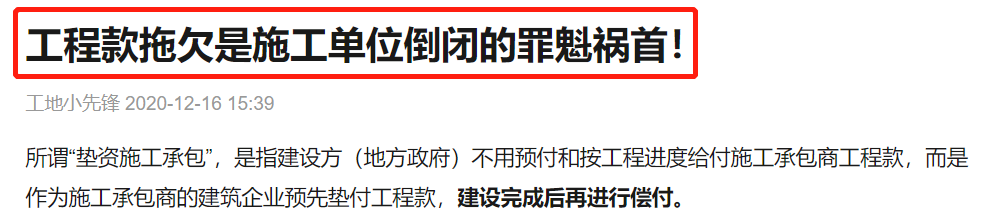 工程款拖欠是施工单位倒闭的罪魁祸首！
工地小先锋 2020-12-16 15:39
所谓“垫资施工承包”，是指建设方（地方政府）不用预付和按工程进度给付施工承包商工程款，而是
作为施工承包商的建筑企业预先垫付工程款，建设完成后再进行偿付。